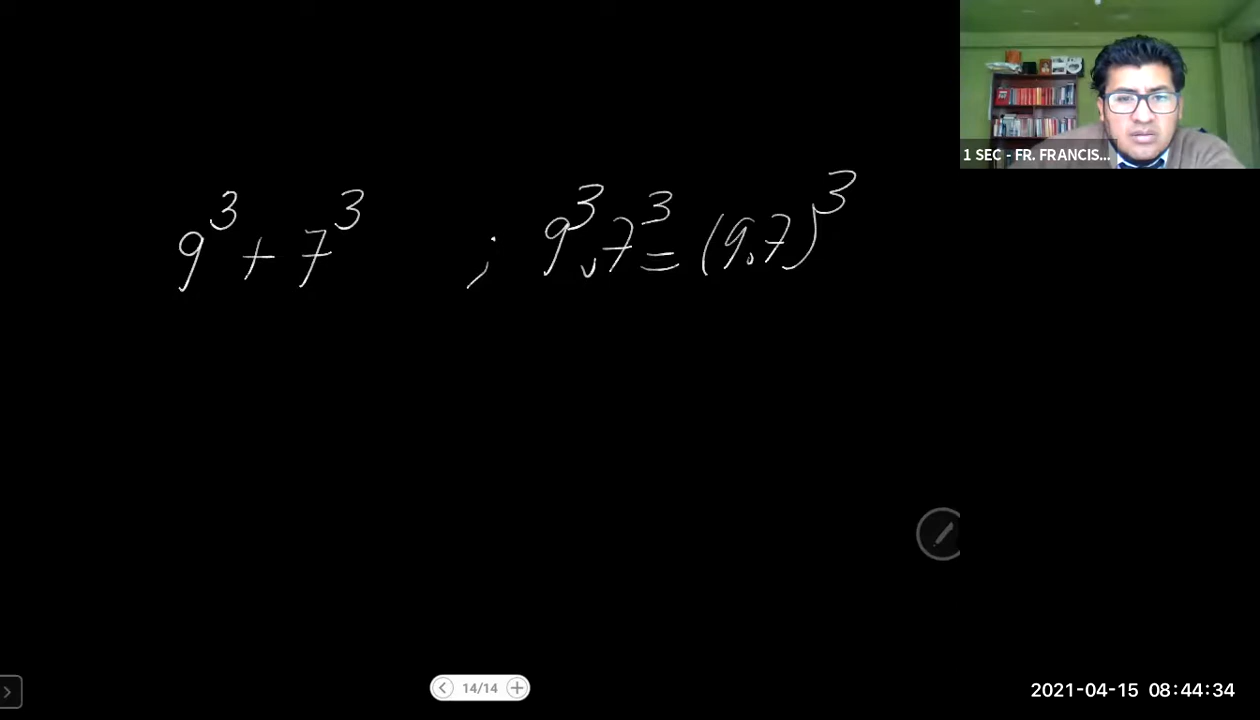 1 SEC - FR. FRANCIS...
9³ + 7³ ; 9³.7³ = (9.7)³
14/14
2021-04-15 08:44:34